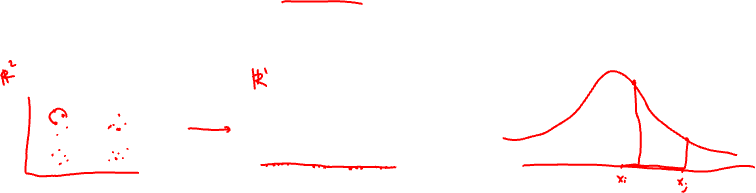 ℝ²
ℝ¹
xᵢ
xⱼ